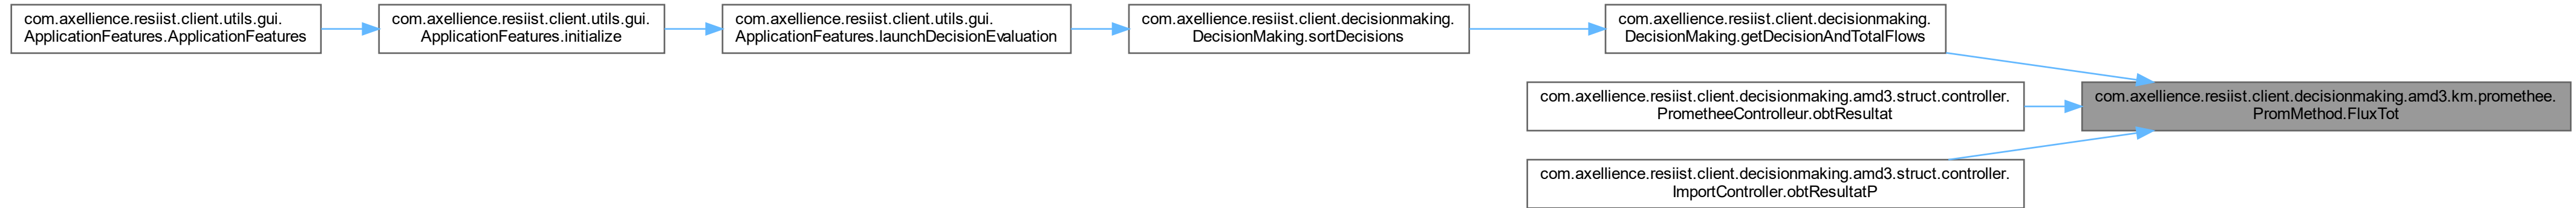 com.axellience.resiist.client.utils.gui.
ApplicationFeatures.ApplicationFeatures
com.axellience.resiist.client.utils.gui.
ApplicationFeatures.initialize
com.axellience.resiist.client.utils.gui.
ApplicationFeatures.launchDecisionEvaluation
com.axellience.resiist.client.decisionmaking.
DecisionMaking.sortDecisions
com.axellience.resiist.client.decisionmaking.
DecisionMaking.getDecisionAndTotalFlows
com.axellience.resiist.client.decisionmaking.amd3.struct.controller.
PrometheeControlleur.obtResultat
com.axellience.resiist.client.decisionmaking.amd3.km.promethee.
PromMethod.FluxTot
com.axellience.resiist.client.decisionmaking.amd3.struct.controller.
ImportController.obtResultatP